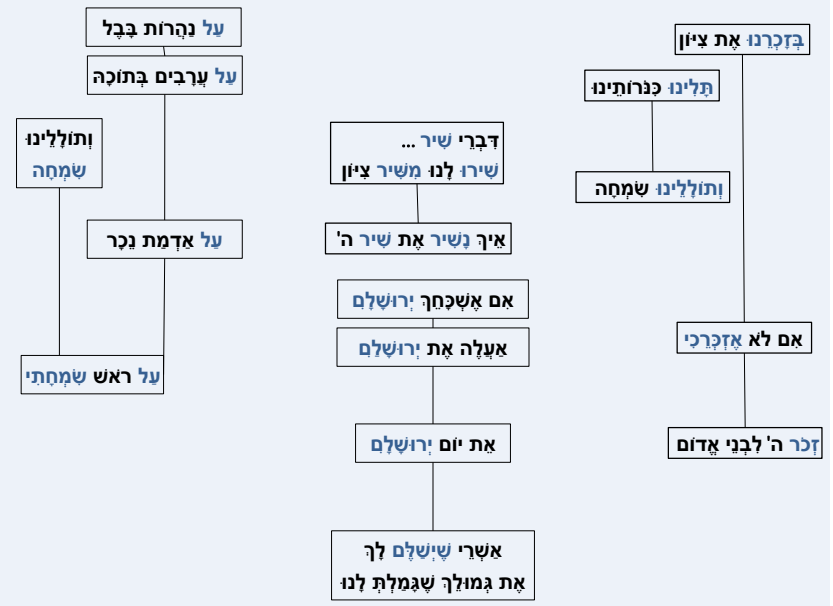 בְּזָכְרֵנוּ אֶת צִיּוֹן
תָּלִינוּ כִּנֹּרוֹתֵינוּ
וְתוֹלָלֵינוּ שִׂמְחָה
אִם לֹא אֶזְכְּרֵכִי
זְכֹר ה' לִבְנֵי אֱדוֹם
דִּבְרֵי שִׁיר ...
שִׁירוּ לָנוּ מִשִּׁיר צִיּוֹן
אֵיךְ נָשִׁיר אֶת שִׁיר ה'
אִם אֶשְׁכָּחֵךְ יְרוּשָׁלִָם
אַעֲלֶה אֶת יְרוּשָׁלִַם
אֵת יוֹם יְרוּשָׁלִָם
אַשְׁרֵי שֶׁיְשַׁלֶּם לָךְ
אֶת גְּמוּלֵךְ שֶׁגָּמַלְתְּ לָנוּ
עַל נַהֲרוֹת בָּבֶל
עַל עֲרָבִים בְּתוֹכָהּ
וְתוֹלָלֵינוּ
שִׂמְחָה
עַל אַדְמַת נֵכָר
עַל רֹאשׁ שִׂמְחָתִי